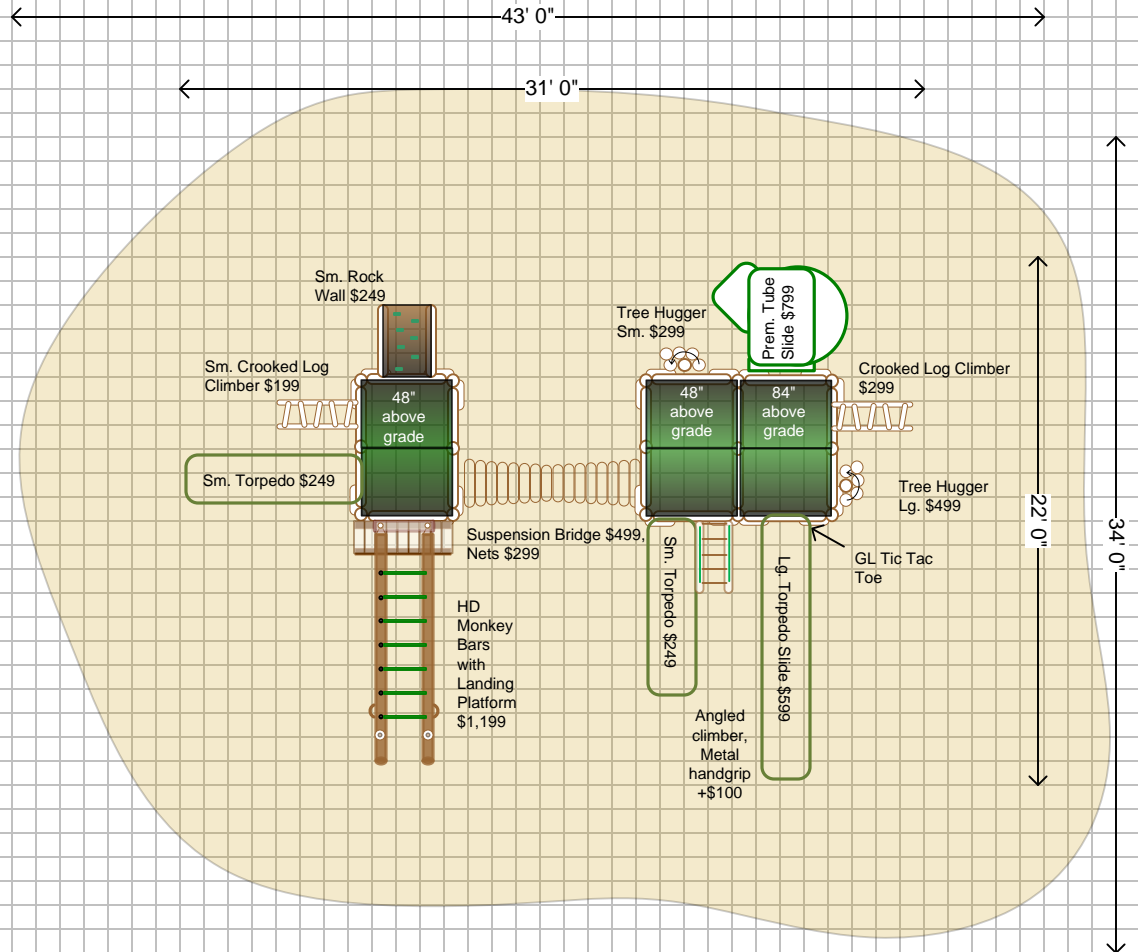 43' 0"
31' 0"
Sm. Rock
Wall $249
Tree Hugger
Sm. $299
Prem. Tube
Slide $799
Sm. Crooked Log
Climber $199
Crooked Log Climber
$299
48"
above
grade
48"
above
grade
84"
above
grade
Sm. Torpedo $249
Tree Hugger
Lg. $499
Suspension Bridge $499,
Nets $299
GL Tic Tac
Toe
22' 0"
34' 0"
Sm. Torpedo $249
Lg. Torpedo Slide $599
HD
Monkey
Bars
with
Landing
Platform
$1,199
Angled
climber,
Metal
handgrip
+$100